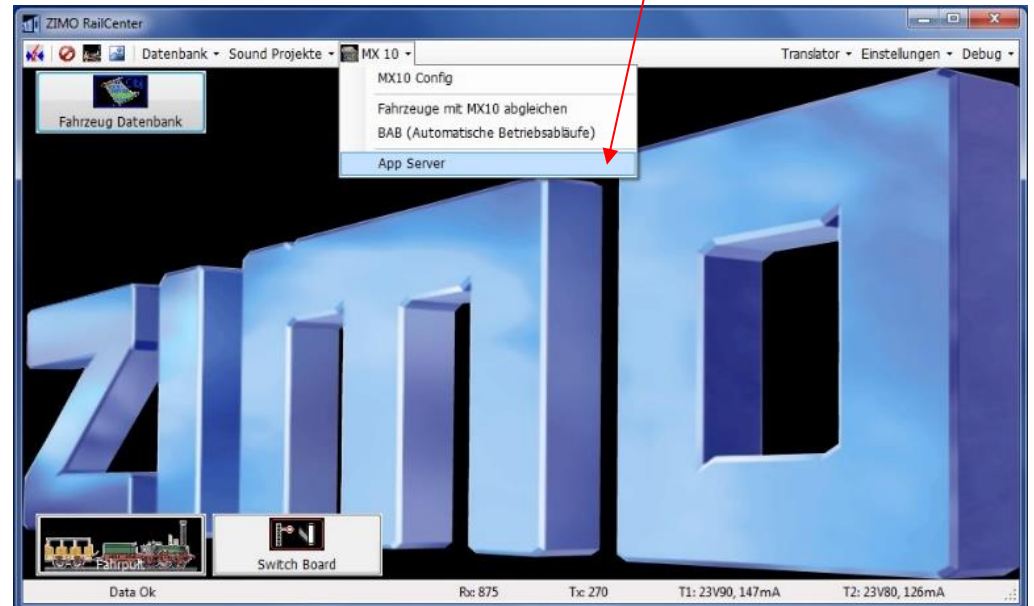 ZIMO RailCenter
Datenbank Sound Projekte MX 10 Translator Einstellungen Debug
MX10 Config
Fahrzeuge mit MX10 abgleichen
BAB (Automatische Betriebsabläufe)
App Server
Fahrzeug Datenbank
ZIMO
Fahrpult
Switch Board
Data Ok Rx: 875 Tx: 270 T1: 23V90, 147mA T2: 23V80, 126mA